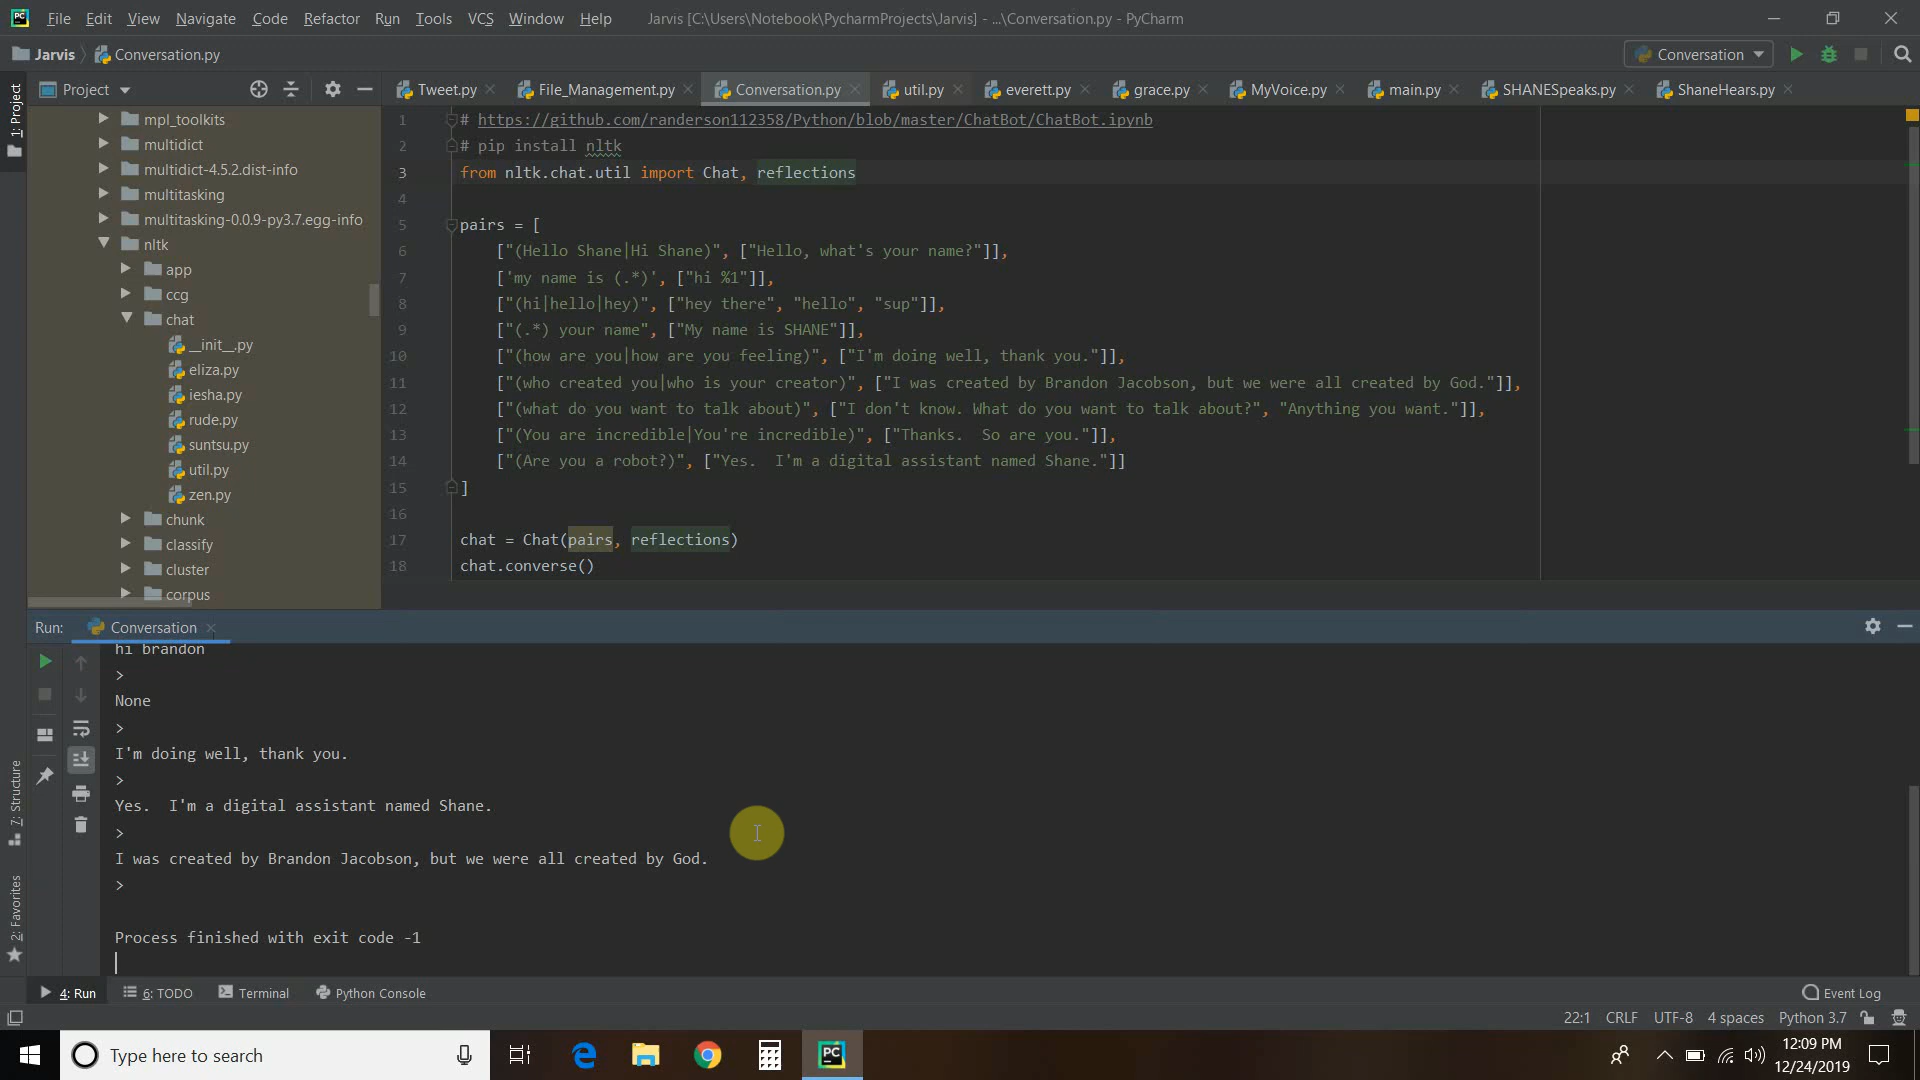 File Edit View Navigate Code Refactor Run Tools VCS Window Help Jarvis [C:\Users\Notebook\PycharmProjects\Jarvis] - ...\Conversation.py - PyCharm
Jarvis Conversation.py Conversation
Project Tweet.py File_Management.py Conversation.py util.py everett.py grace.py MyVoice.py main.py SHANESpeaks.py ShaneHears.py
1: Project
mpl_toolkits
multidict
multidict-4.5.2.dist-info
multitasking
multitasking-0.0.9-py3.7.egg-info
nltk
app
ccg
chat
__init__.py
eliza.py
iesha.py
rude.py
suntsu.py
util.py
zen.py
chunk
classify
cluster
corpus
1 # https://github.com/randerson112358/Python/blob/master/ChatBot/ChatBot.ipynb
2 # pip install nltk
3 from nltk.chat.util import Chat, reflections
4
5 pairs = [
6 ["(Hello Shane|Hi Shane)", ["Hello, what's your name?"]],
7 ['my name is (.*)', ["hi %1"]],
8 ["(hi|hello|hey)", ["hey there", "hello", "sup"]],
9 ["(.*) your name", ["My name is SHANE"]],
10 ["(how are you|how are you feeling)", ["I'm doing well, thank you."]],
11 ["(who created you|who is your creator)", ["I was created by Brandon Jacobson, but we were all created by God."]],
12 ["(what do you want to talk about)", ["I don't know. What do you want to talk about?", "Anything you want."]],
13 ["(You are incredible|You're incredible)", ["Thanks.  So are you."]],
14 ["(Are you a robot?)", ["Yes.  I'm a digital assistant named Shane."]]
15 ]
16
17 chat = Chat(pairs, reflections)
18 chat.converse()
Run: Conversation
hi brandon
>
None
>
I'm doing well, thank you.
>
Yes.  I'm a digital assistant named Shane.
>
I was created by Brandon Jacobson, but we were all created by God.
>
Process finished with exit code -1
7: Structure
2: Favorites
4: Run 6: TODO Terminal Python Console Event Log
22:1 CRLF UTF-8 4 spaces Python 3.7
Type here to search
PC
12:09 PM
12/24/2019